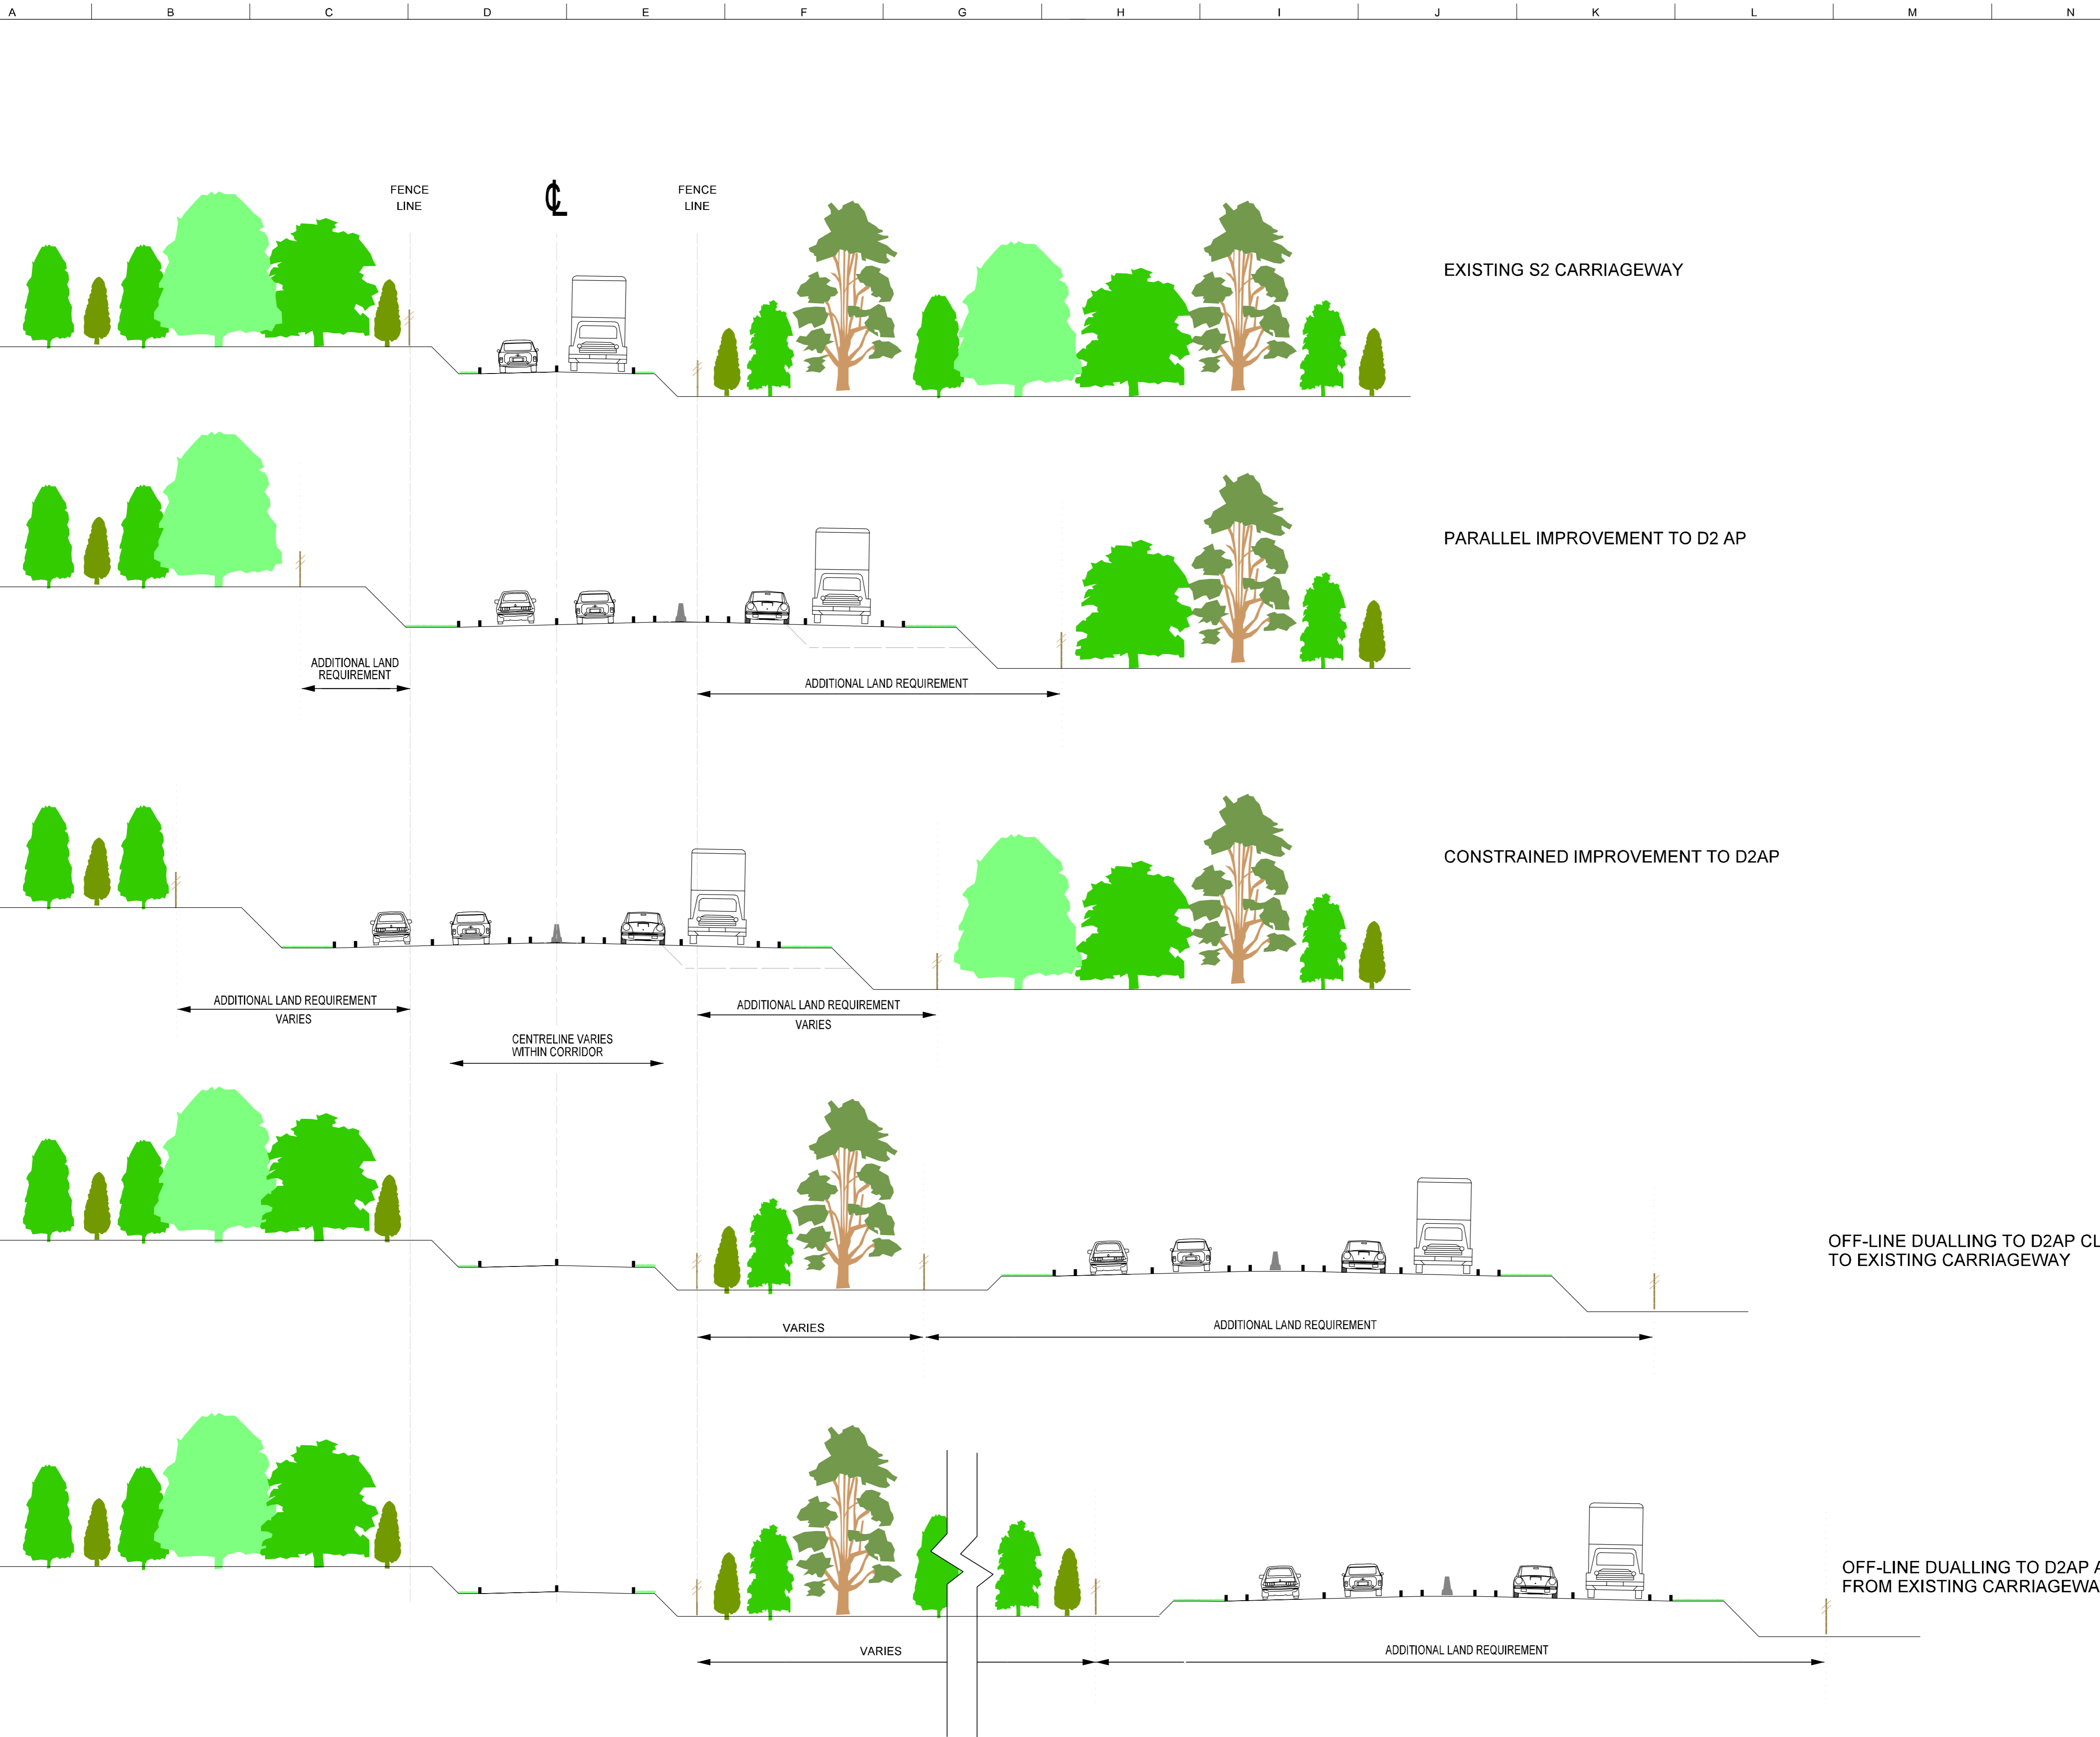 A B C D E F G H I J K L M N
FENCE
LINE
℄
FENCE
LINE
EXISTING S2 CARRIAGEWAY
PARALLEL IMPROVEMENT TO D2 AP
ADDITIONAL LAND
REQUIREMENT
ADDITIONAL LAND REQUIREMENT
CONSTRAINED IMPROVEMENT TO D2AP
ADDITIONAL LAND REQUIREMENT
VARIES
ADDITIONAL LAND REQUIREMENT
VARIES
CENTRELINE VARIES
WITHIN CORRIDOR
OFF-LINE DUALLING TO D2AP CL
TO EXISTING CARRIAGEWAY
VARIES
ADDITIONAL LAND REQUIREMENT
OFF-LINE DUALLING TO D2AP A
FROM EXISTING CARRIAGEWA
VARIES
ADDITIONAL LAND REQUIREMENT